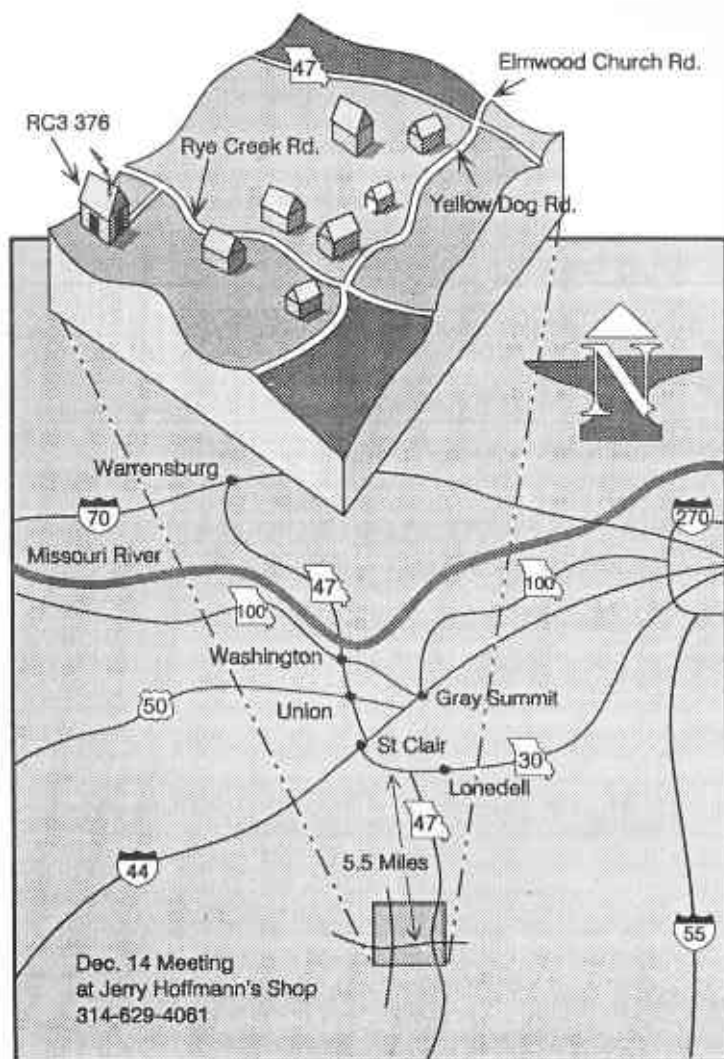 47
Elmwood Church Rd.
RC3 376
Rye Creek Rd.
Yellow Dog Rd.
N
Warrensburg
70
270
Missouri River
47
100
100
Washington
50
Union
Gray Summit
St Clair
30
Lonedell
47
5.5 Miles
44
55
Dec. 14 Meeting
at Jerry Hoffmann's Shop
314-629-4061